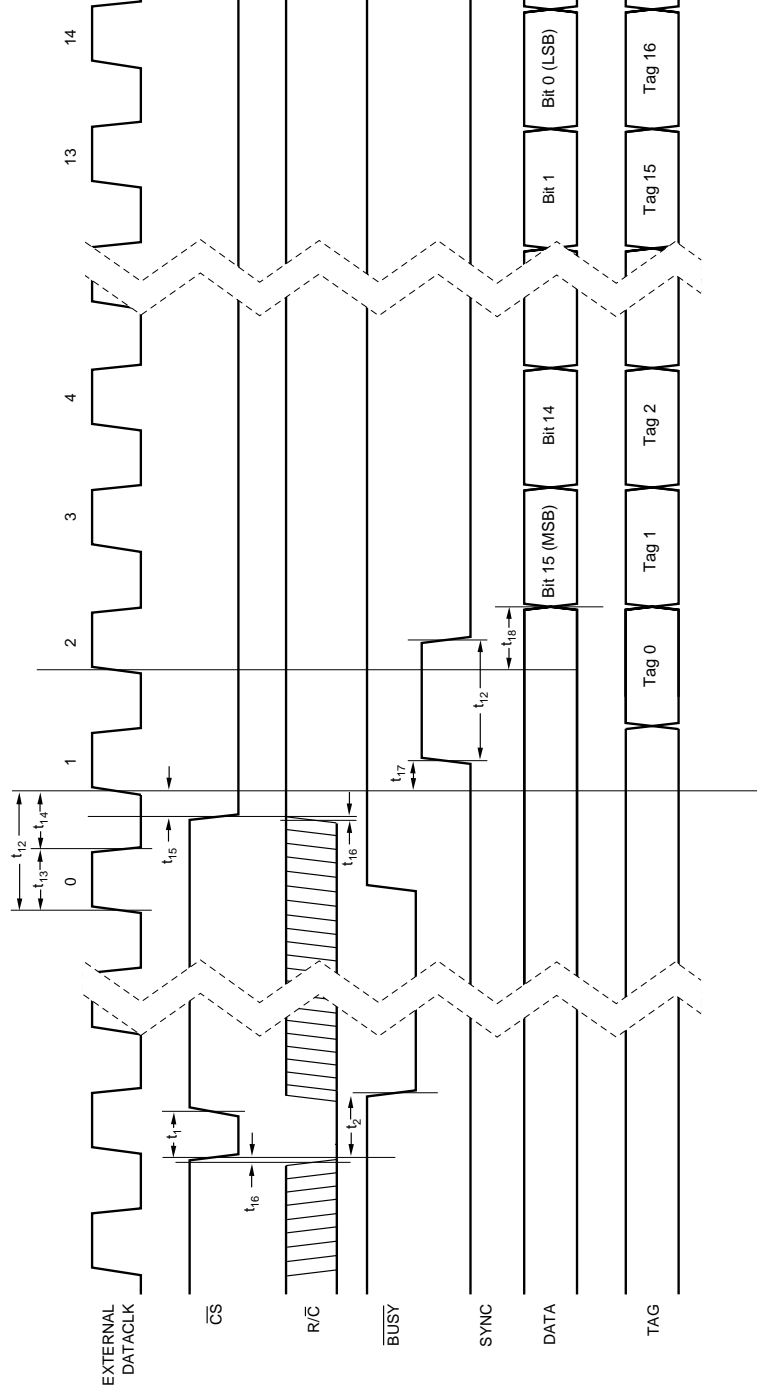 EXTERNAL
DATACLK
0
1
2
3
4
13
14
t12
t13
t14
CS
t1
t15
t16
R/C
t16
t2
BUSY
SYNC
t17
t12
t18
DATA
Bit 15 (MSB)
Bit 14
Bit 1
Bit 0 (LSB)
TAG
Tag 0
Tag 1
Tag 2
Tag 15
Tag 16